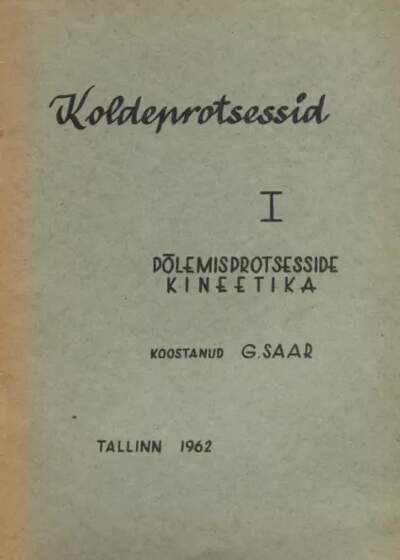 Koldeprotsessid
I
PÕLEMISPROTSESSIDE
KINEETIKA
KOOSTANUD G. SAAR
TALLINN 1962